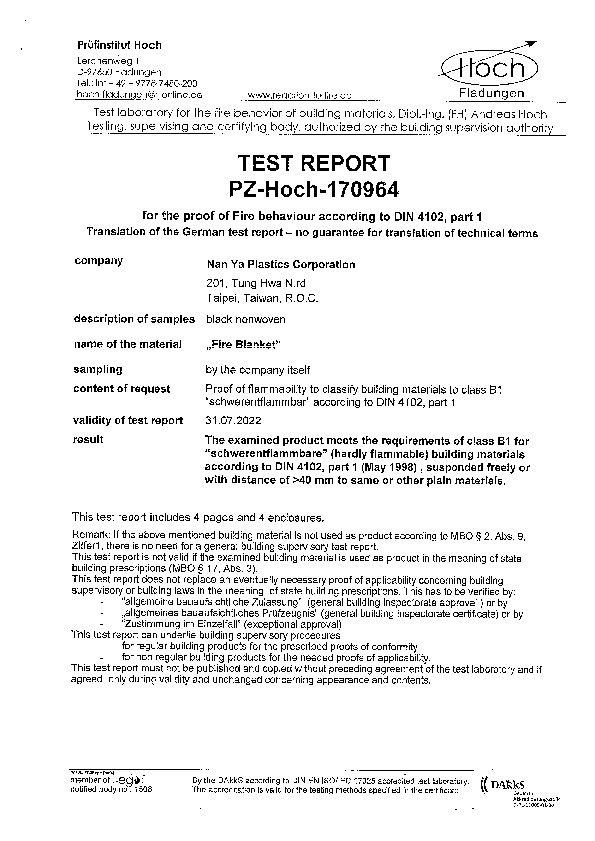 Prüfinstitut Hoch
Lerchenweg 1
D-97650 Fladungen
Tel.: Int - 49 - 9778-7480-200
hoch.fladungen@t-online.de
www.reaction-to-fire.de
Hoch
Fladungen
Test laboratory for the fire behavior of building materials, Dipl.-Ing. (FH) Andreas Hoch
Testing, supervising and certifying body, authorized by the building supervision authority
TEST REPORT
PZ-Hoch-170964
for the proof of Fire behaviour according to DIN 4102, part 1
Translation of the German test report – no guarantee for translation of technical terms
company Nan Ya Plastics Corporation
201, Tung Hwa N.rd
Taipei, Taiwan, R.O.C.
description of samples black nonwoven
name of the material „Fire Blanket"
sampling by the company itself
content of request Proof of flammability to classify building materials to class B1
"schwerentflammbar" according to DIN 4102, part 1
validity of test report 31.07.2022
result The examined product meets the requirements of class B1 for
"schwerentflammbare" (hardly flammable) building materials
according to DIN 4102, part 1 (May 1998) , susponded freely or
with distance of >40 mm to same or other plain materials.
This test report includes 4 pages and 4 enclosures.
Remark: If the above mentioned building material is not used as product according to MBO § 2, Abs. 9,
Ziffer1, there is no need for a general building supervisory test report.
This test report is not valid if the examined building material is used as product in the meaning of state
building prescriptions (MBO § 17, Abs. 3).
This test report does not replace an eventually necessary proof of applicability concerning building
supervisory or building laws in the meaning of state building prescriptions. This has to be verified by:
- "allgemeine bauaufsichtliche Zulassung" (general building inspectorate approval) or by
- „allgemeines bauaufsichtliches Prüfzeugnis" (general building inspectorate certificate) or by
- "Zustimmung im Einzelfall" (exceptional approval)
This test report can underlie building supervisory procedures
- for regular building products for the prescribed proofs of conformity
- for non regular building products for the needed proofs of applicability.
This test report must not be published and copied without preceding agreement of the test laboratory and if
agreed, only during validity and unchanged concerning appearance and contents.
member of egolf
notified body no.: 1508
By the DAkkS according to DIN EN ISO/IEC 17025 accredited test laboratory.
The accreditation is valid for the testing methods specified in the certificate.
DAkkS
Deutsche
Akkreditierungsstelle